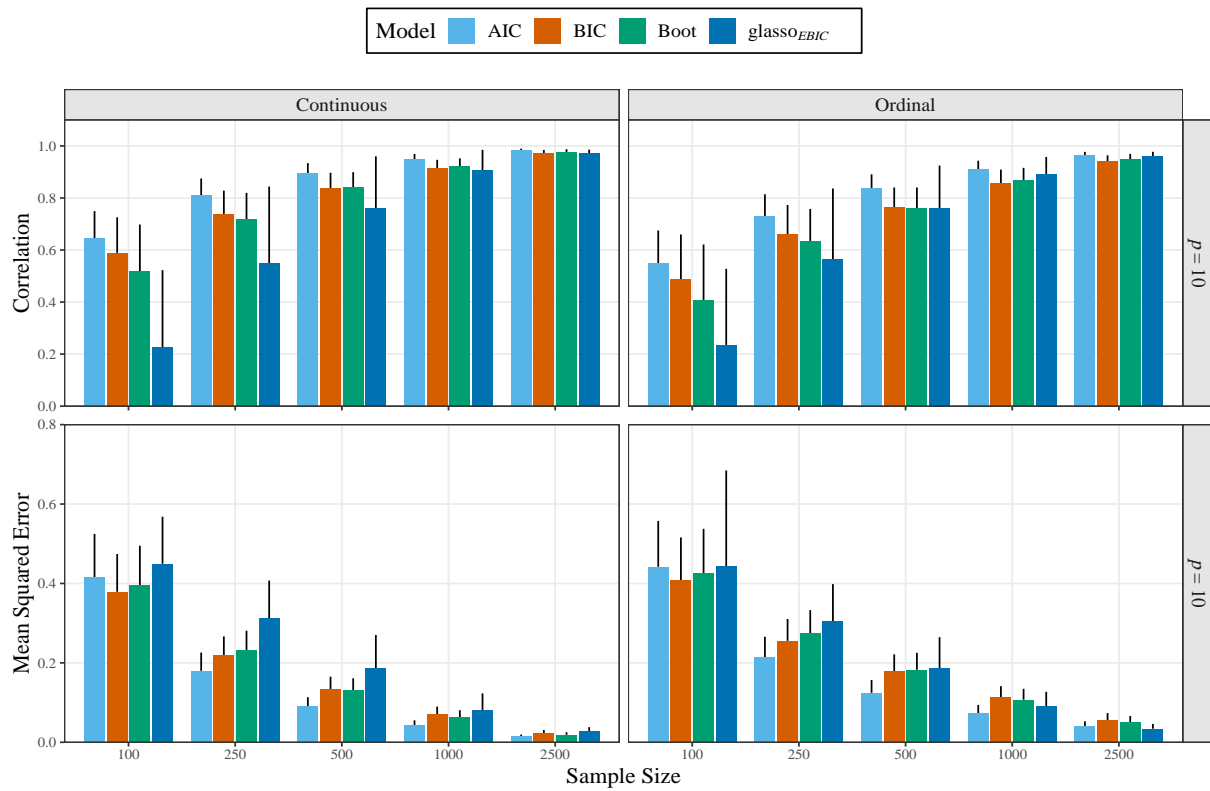 Model AIC BIC Boot glasso EBIC
Continuous Ordinal
Correlation
1.0
0.8
0.6
0.4
0.2
0.0
p = 10
Mean Squared Error
0.8
0.6
0.4
0.2
0.0
p = 10
100 250 500 1000 2500 100 250 500 1000 2500
Sample Size